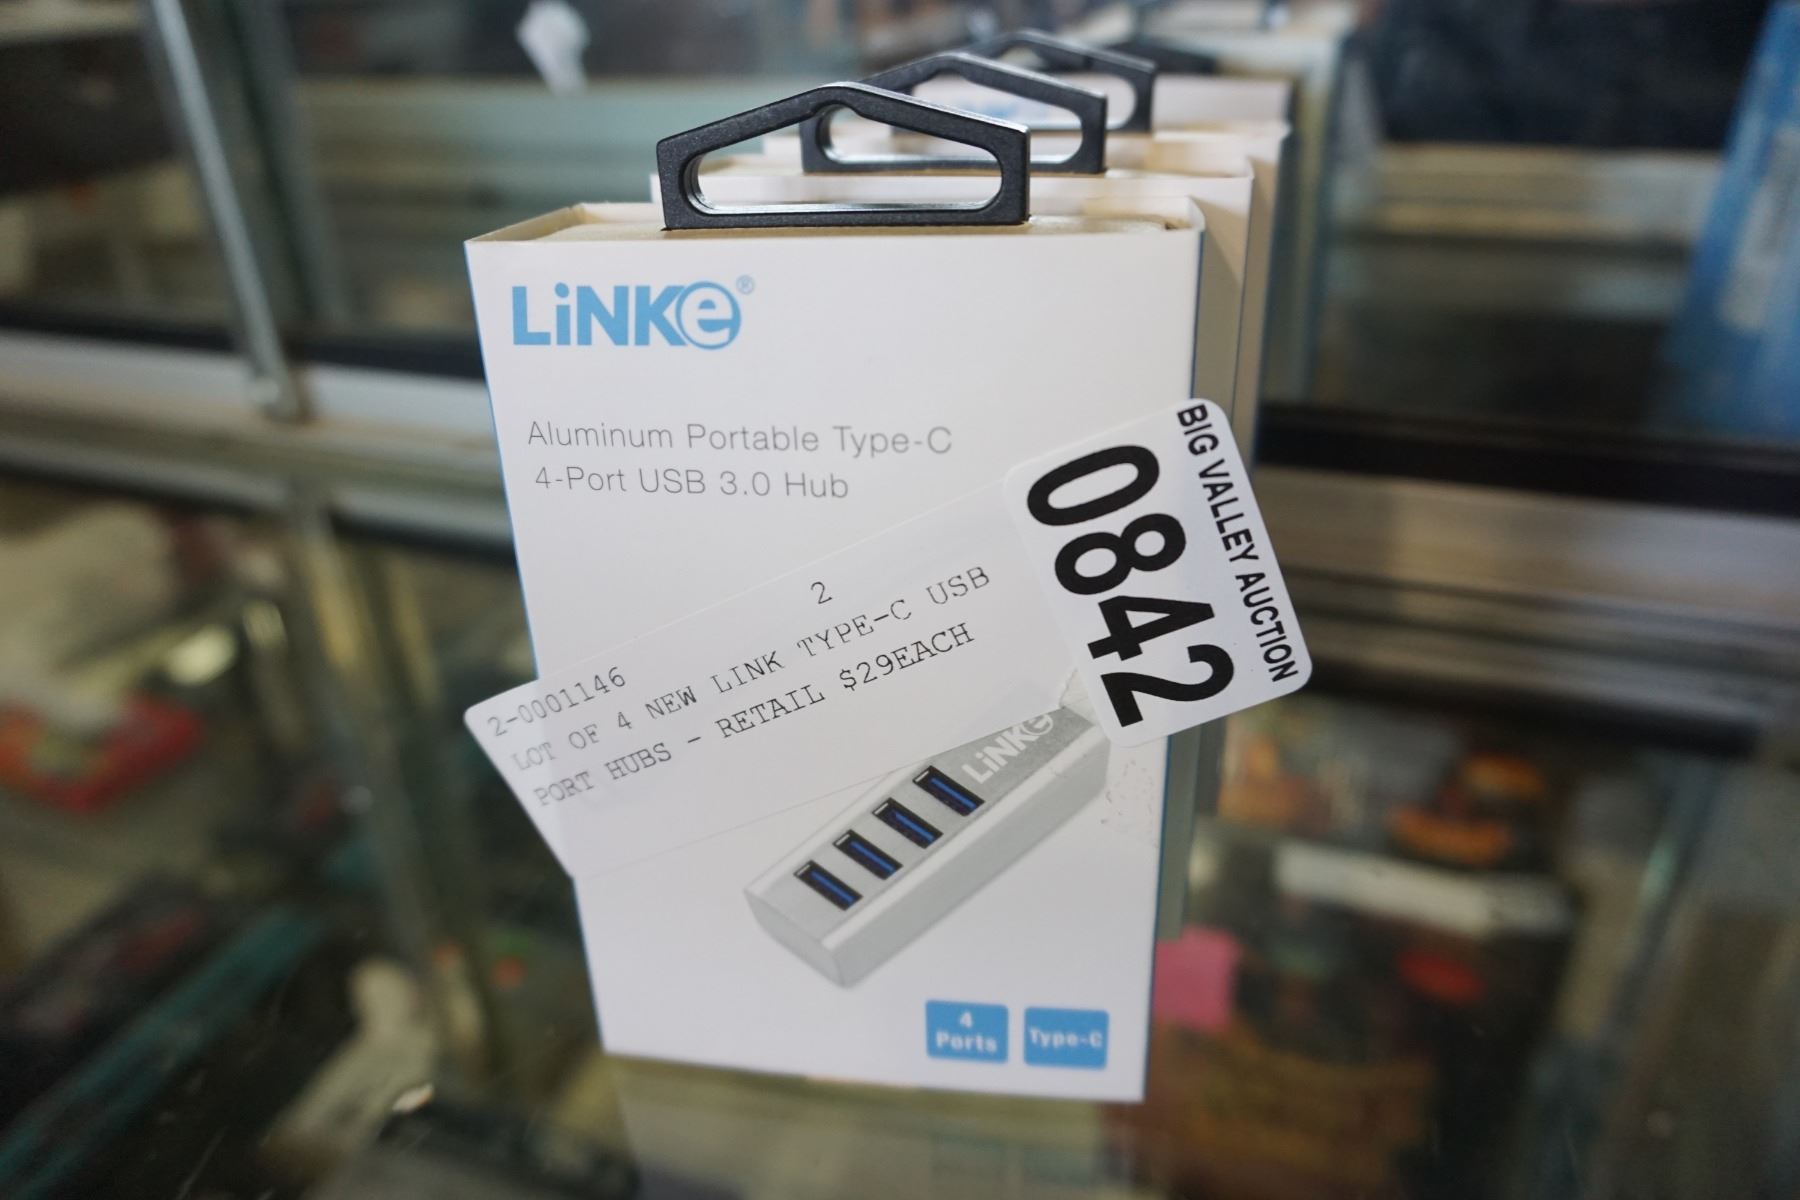 LiNKe®
Aluminum Portable Type-C
4-Port USB 3.0 Hub
2
2-0001146
LOT OF 4 NEW LINK TYPE-C USB
PORT HUBS - RETAIL $29EACH
BIG VALLEY AUCTION
0842
LiNKe
4
Ports
Type-C